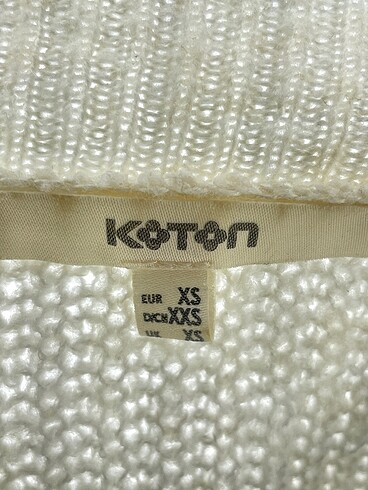 KOTON
EUR XS
D/CH XXS
UK XS